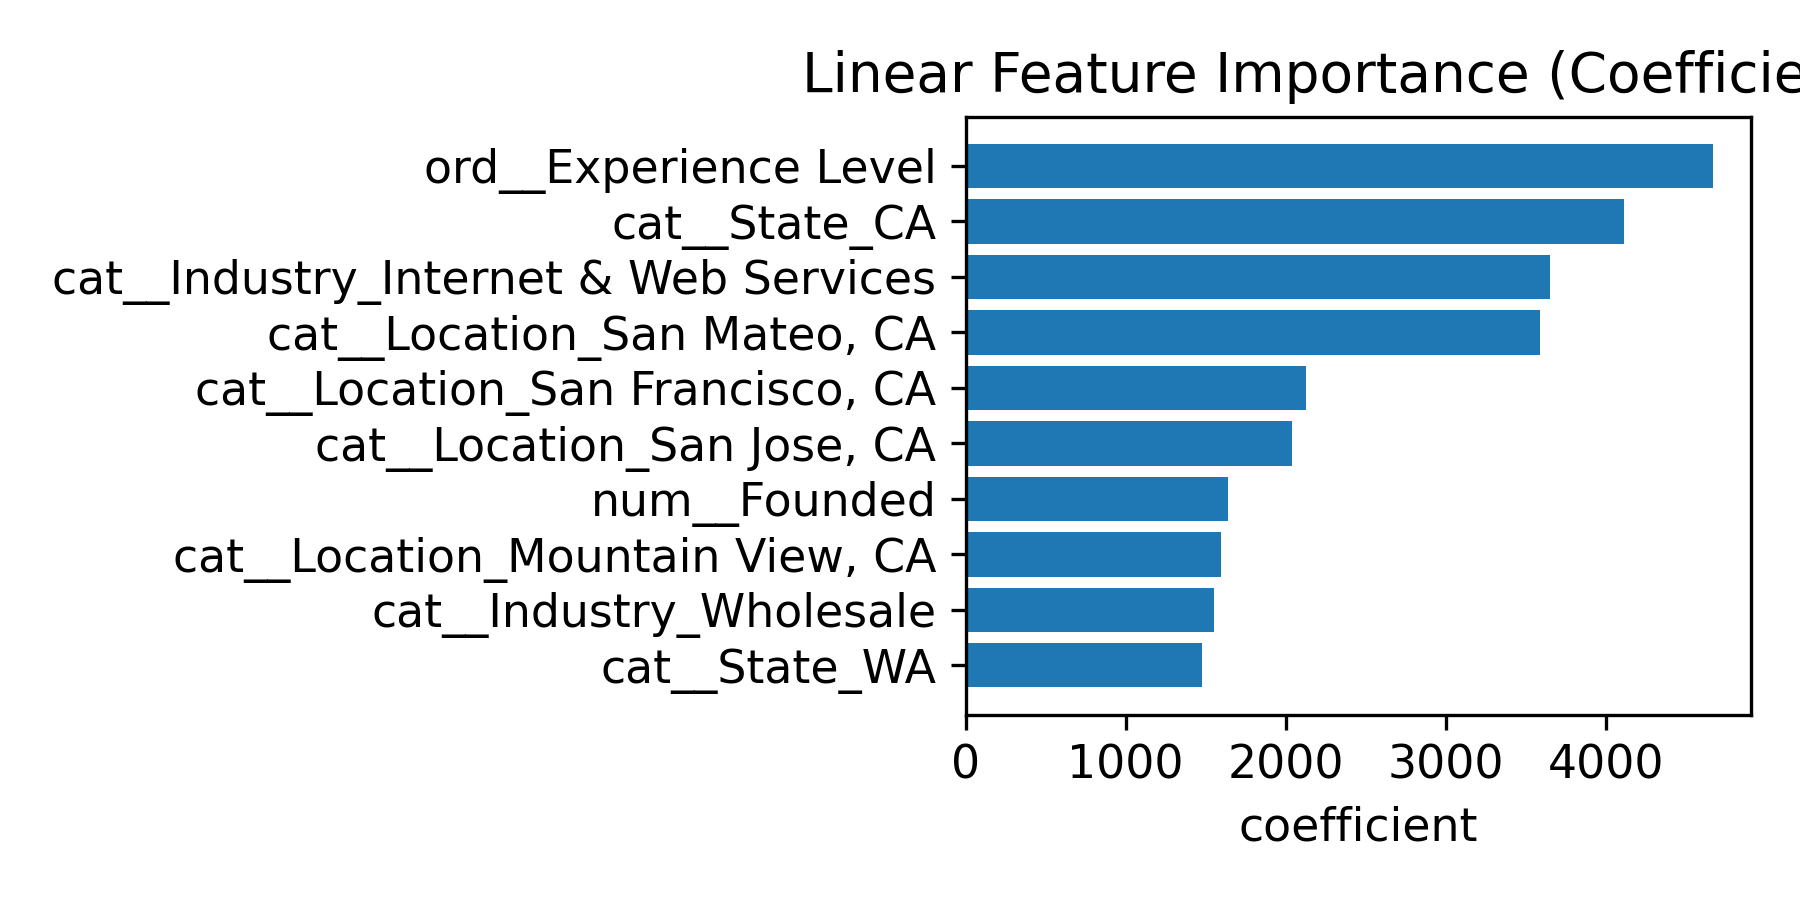 Linear Feature Importance (Coefficie
ord__Experience Level
cat__State_CA
cat__Industry_Internet & Web Services
cat__Location_San Mateo, CA
cat__Location_San Francisco, CA
cat__Location_San Jose, CA
num__Founded
cat__Location_Mountain View, CA
cat__Industry_Wholesale
cat__State_WA
0 1000 2000 3000 4000
coefficient